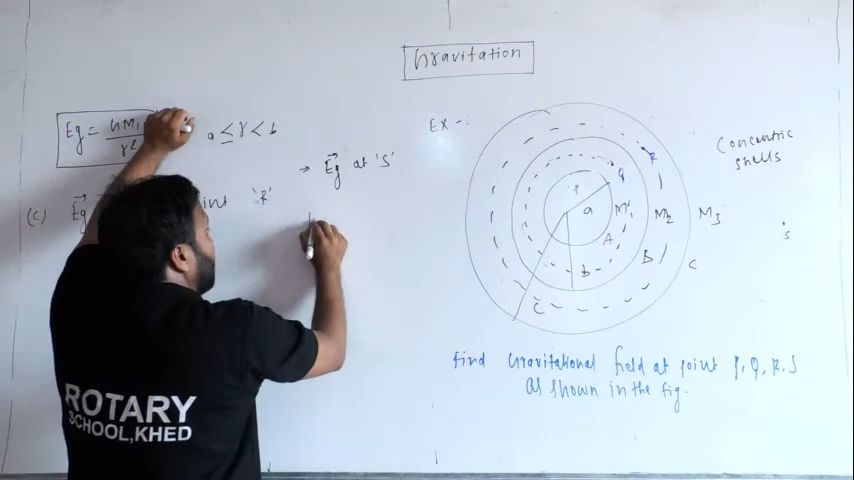 Gravitation
Eg = GM1
r2
a ≤ r < b
(C) Eg
int 'R'
→ Eg at 'S'
Ex -:
Concentric
shells
P
Q
R
S
a
b
C
M1
M2
M3
A
B
C
Find Gravitational field at point P, Q, R, S
As shown in the fig.
ROTARY
SCHOOL,KHED